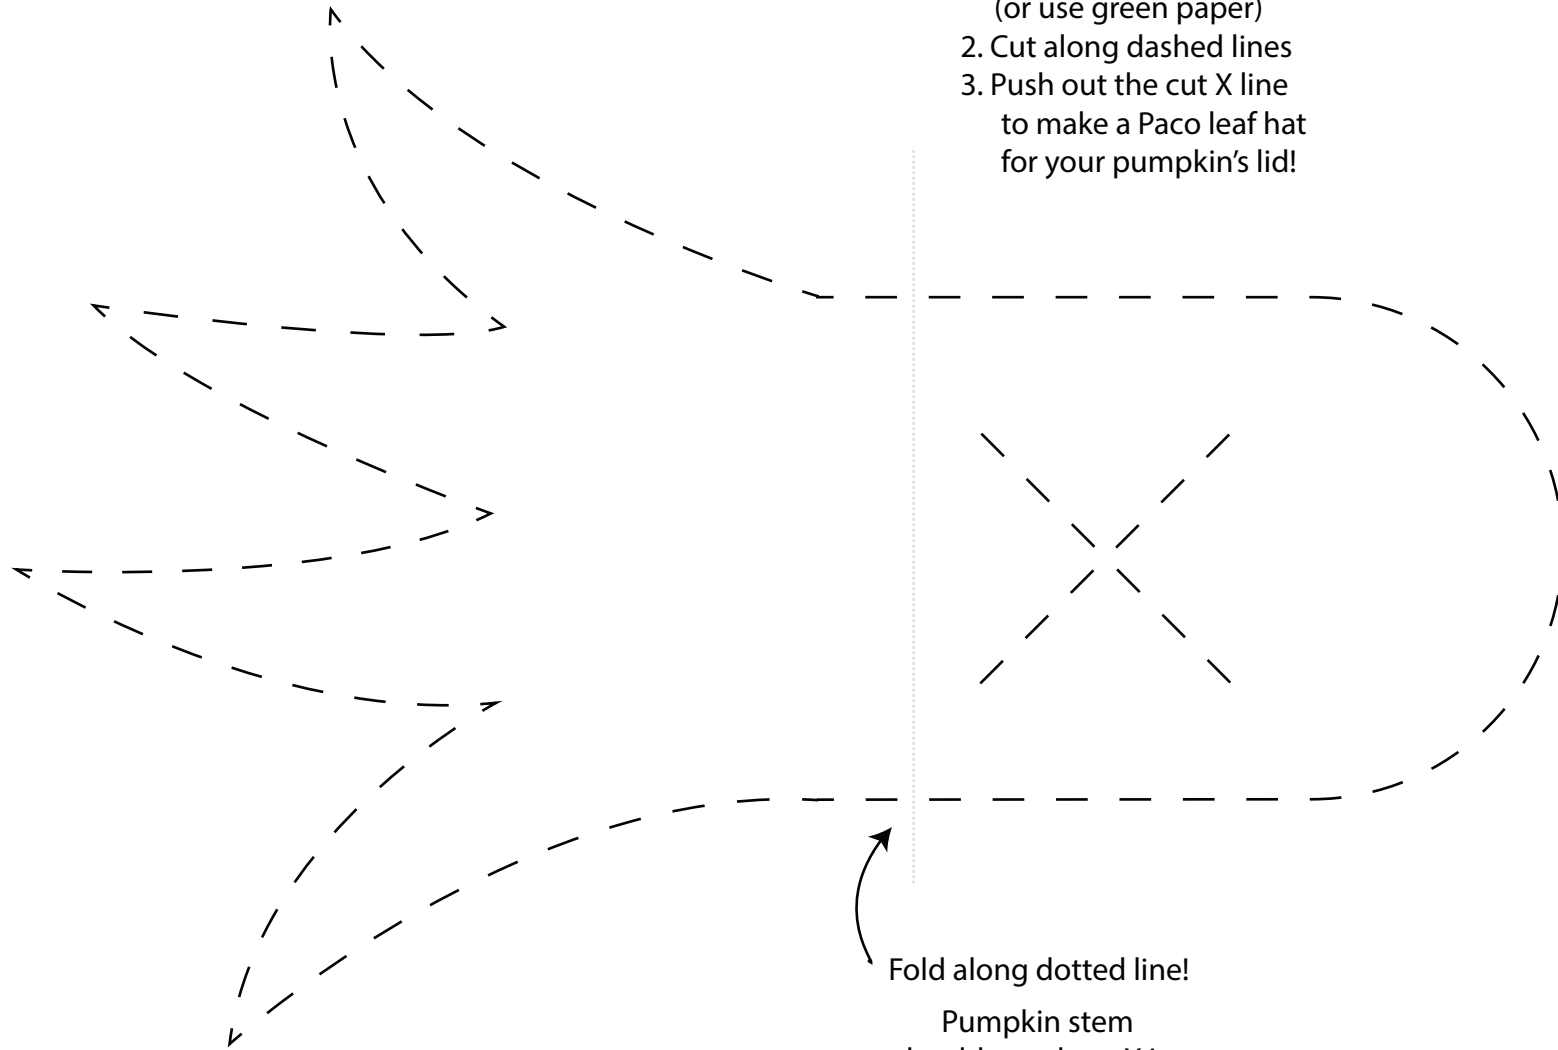 (or use green paper)
2. Cut along dashed lines
3. Push out the cut X line
to make a Paco leaf hat
for your pumpkin's lid!
Fold along dotted line!
Pumpkin stem